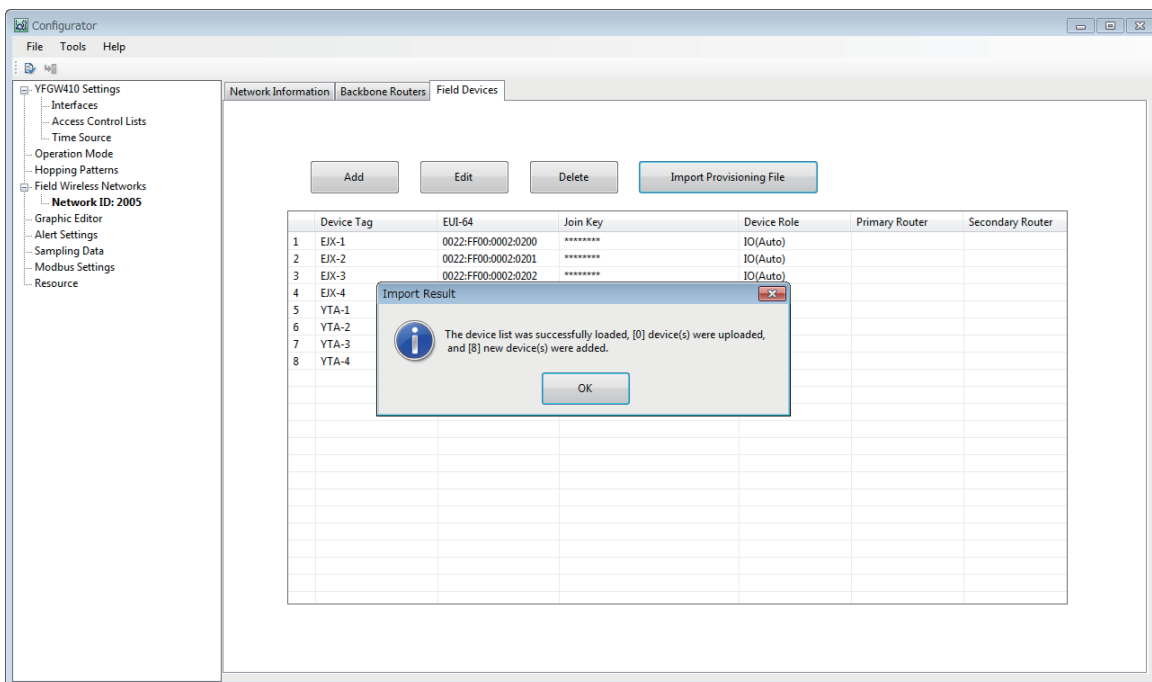 Configurator
File Tools Help
YFGW410 Settings
Interfaces
Access Control Lists
Time Source
Operation Mode
Hopping Patterns
Field Wireless Networks
Network ID: 2005
Graphic Editor
Alert Settings
Sampling Data
Modbus Settings
Resource
Network Information Backbone Routers Field Devices
Add Edit Delete Import Provisioning File
Device Tag EUI-64 Join Key Device Role Primary Router Secondary Router
1 EJX-1 0022:FF00:0002:0200 ******** IO(Auto)
2 EJX-2 0022:FF00:0002:0201 ******** IO(Auto)
3 EJX-3 0022:FF00:0002:0202 ******** IO(Auto)
4 EJX-4
5 YTA-1
6 YTA-2
7 YTA-3
8 YTA-4
Import Result
The device list was successfully loaded, [0] device(s) were uploaded,
and [8] new device(s) were added.
OK